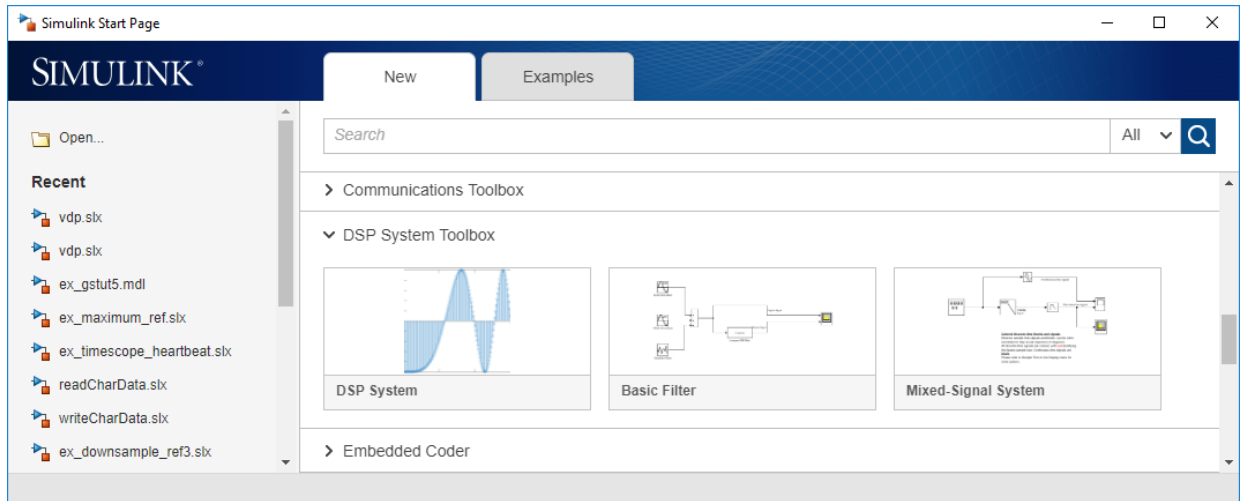 Simulink Start Page
SIMULINK®
New
Examples
Open...
Search
All
Recent
vdp.slx
vdp.slx
ex_gstut5.mdl
ex_maximum_ref.slx
ex_timescope_heartbeat.slx
readCharData.slx
writeCharData.slx
ex_downsample_ref3.slx
Communications Toolbox
DSP System Toolbox
DSP System
Basic Filter
Mixed-Signal System
Embedded Coder